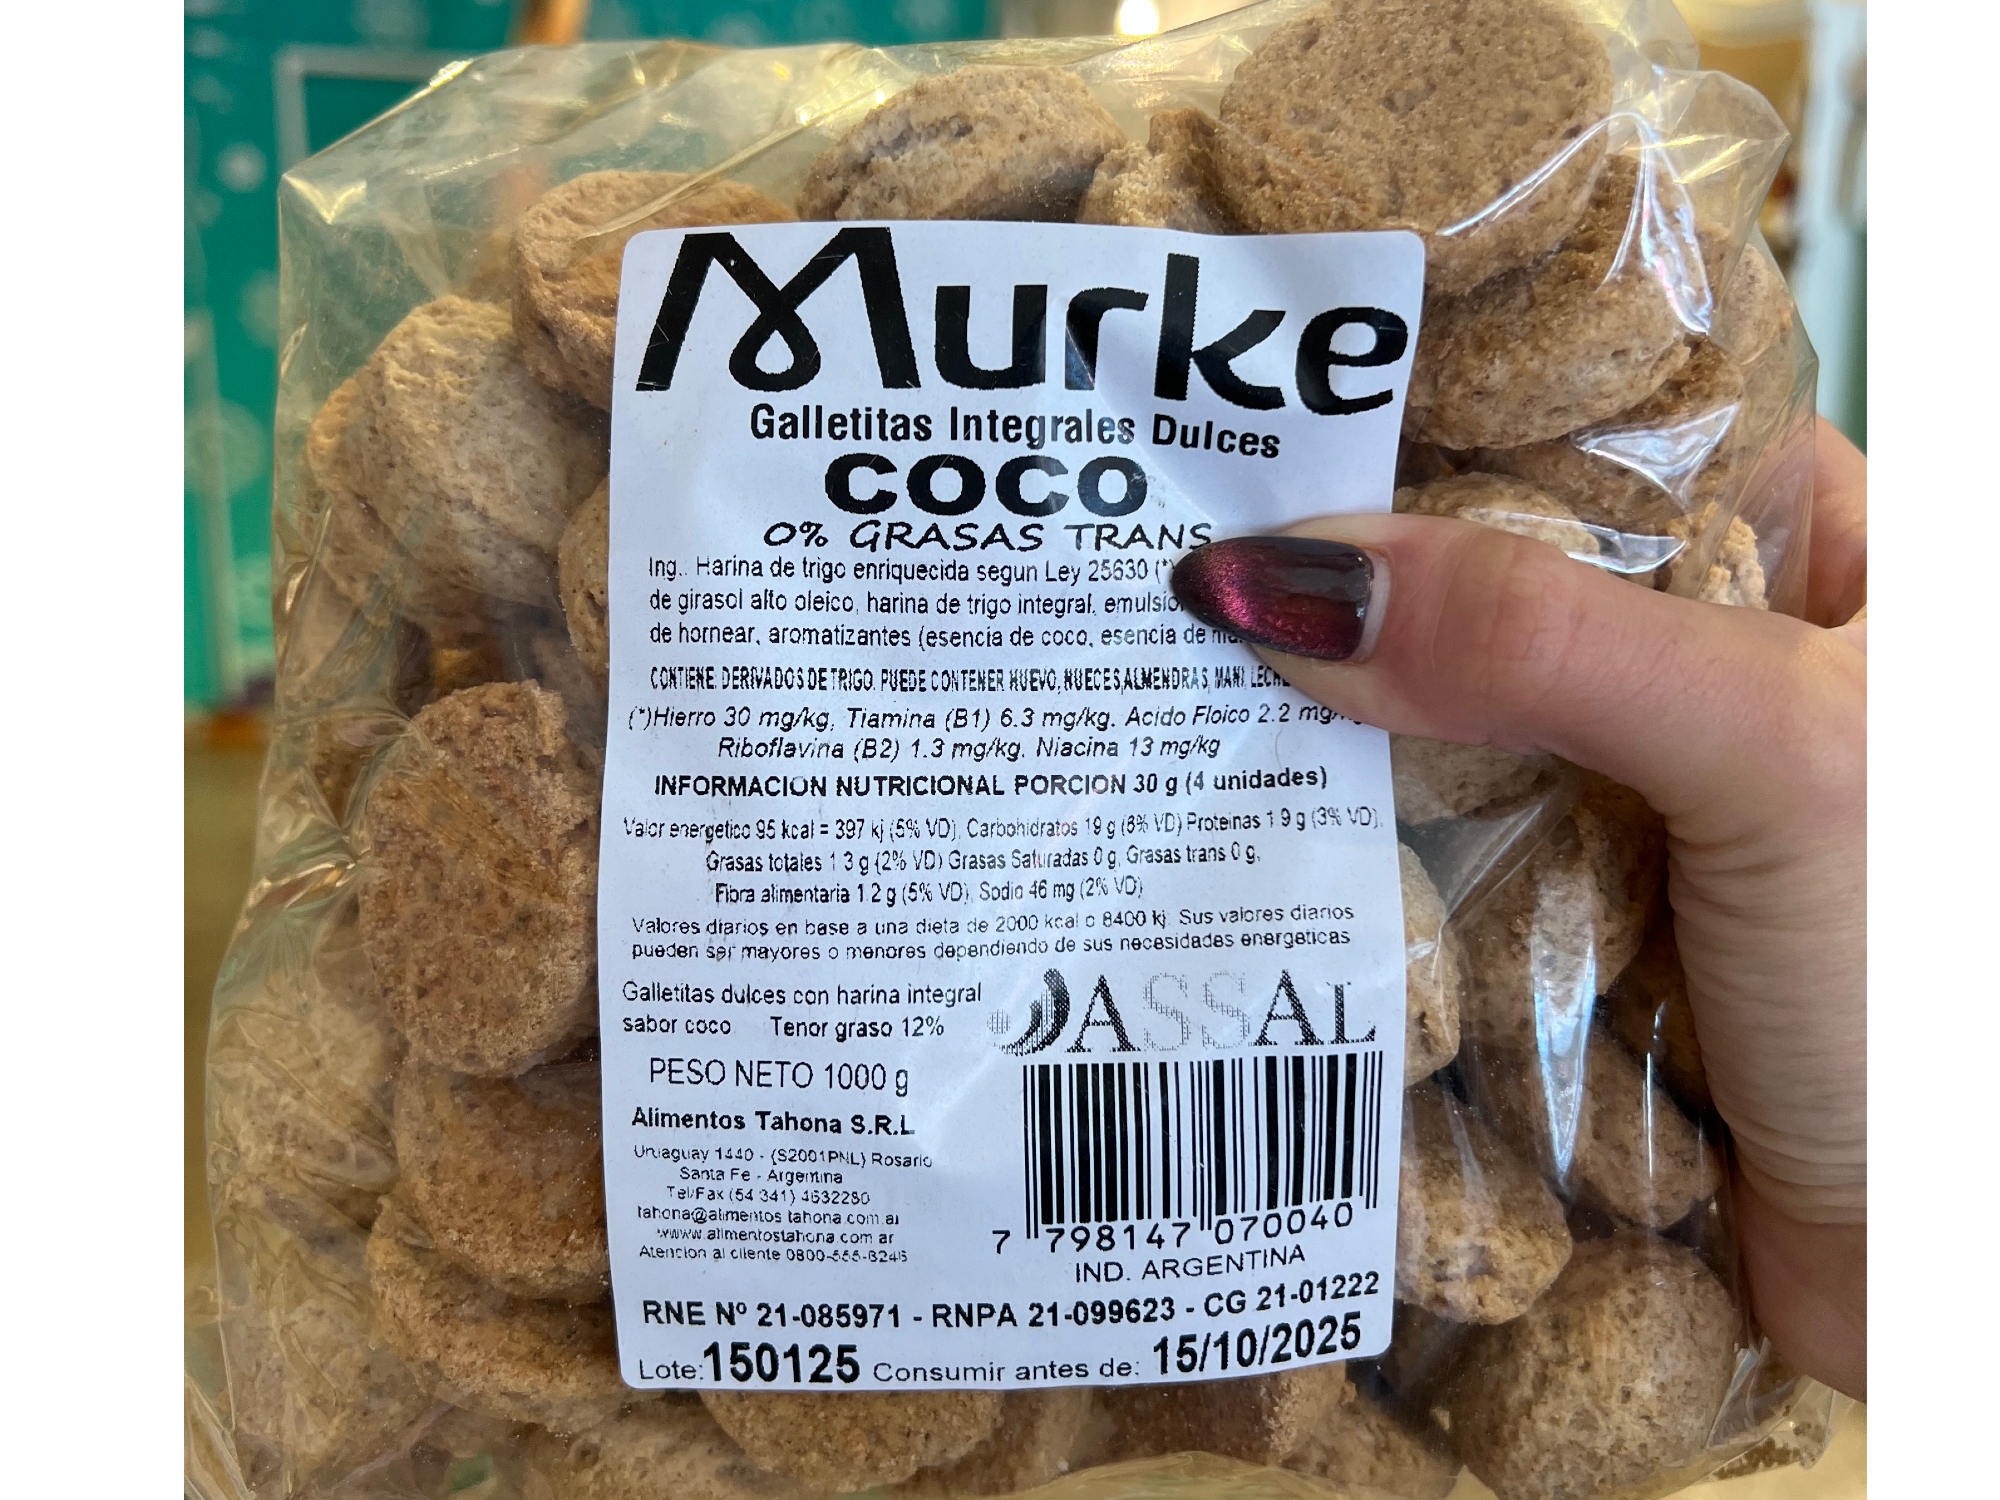 Murke
Galletitas Integrales Dulces
COCO
0% GRASAS TRANS
Ing.. Harina de trigo enriquecida segun Ley 25630 (*)
de girasol alto oleico, harina de trigo integral, emulsio
de hornear, aromatizantes (esencia de coco, esencia de
CONTIENE DERIVADOS DE TRIGO. PUEDE CONTENER HUEVO, NUECES, ALMENDRAS, MANI, LECHE
(*)Hierro 30 mg/kg, Tiamina (B1) 6.3 mg/kg. Acido Floico 2.2 mg/kg
Riboflavina (B2) 1.3 mg/kg. Niacina 13 mg/kg
INFORMACION NUTRICIONAL PORCION 30 g (4 unidades)
Valor energetico 95 kcal = 397 kj (5% VD), Carbohidratos 19 g (6% VD) Proteinas 1.9 g (3% VD),
Grasas totales 1.3 g (2% VD) Grasas Saturadas 0 g, Grasas trans 0 g,
Fibra alimentaria 1.2 g (5% VD), Sodio 46 mg (2% VD)
Valores diarios en base a una dieta de 2000 kcal o 8400 kj. Sus valores diarios
pueden ser mayores o menores dependiendo de sus necesidades energeticas
Galletitas dulces con harina integral
sabor coco Tenor graso 12%
ASSAL
PESO NETO 1000 g
Alimentos Tahona S.R.L
Uruaguay 1440 - (S2001PNL) Rosario
Santa Fe - Argentina
Tel/Fax (54 341) 4632280
tahona@alimentos tahona.com.ar
www.alimentostahona.com ar
Atencion al cliente 0800-555-8246
7 798147 070040
IND. ARGENTINA
RNE Nº 21-085971 - RNPA 21-099623 - CG 21-01222
Lote: 150125 Consumir antes de: 15/10/2025